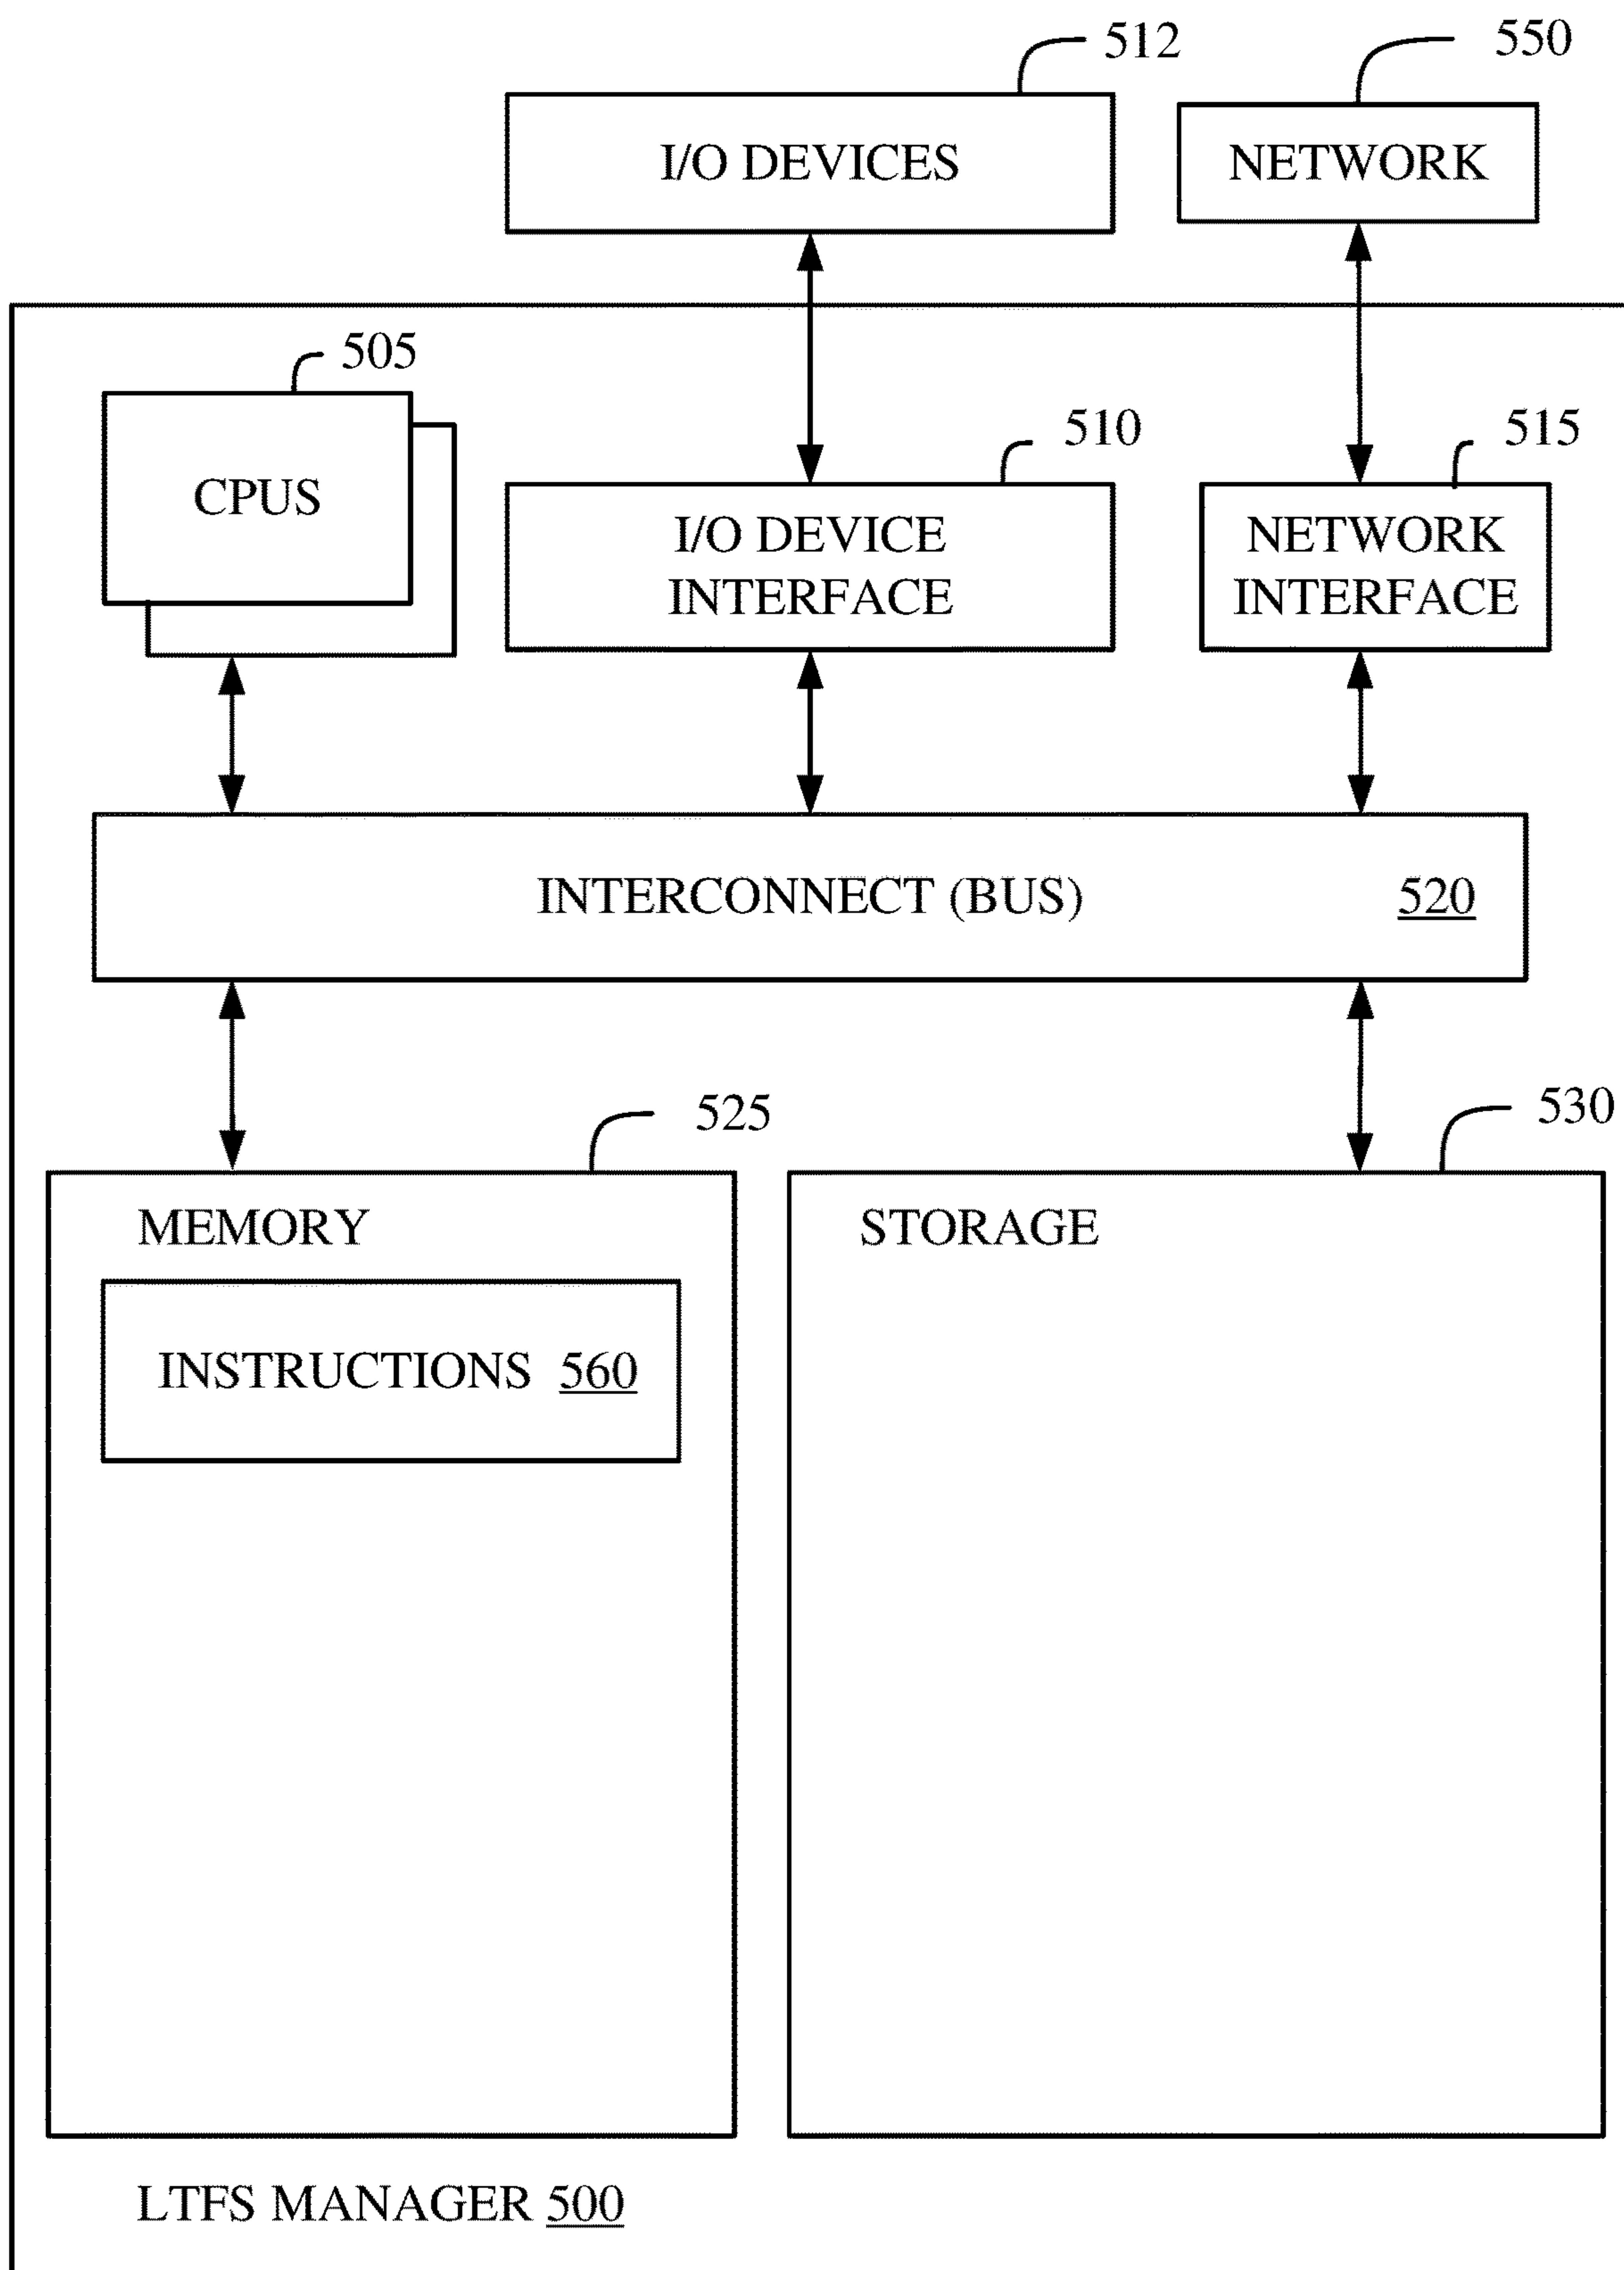 512
550
I/O DEVICES
NETWORK
505
510
515
CPUS
I/O DEVICE
INTERFACE
NETWORK
INTERFACE
INTERCONNECT (BUS) 520
525
530
MEMORY
STORAGE
INSTRUCTIONS 560
LTFS MANAGER 500